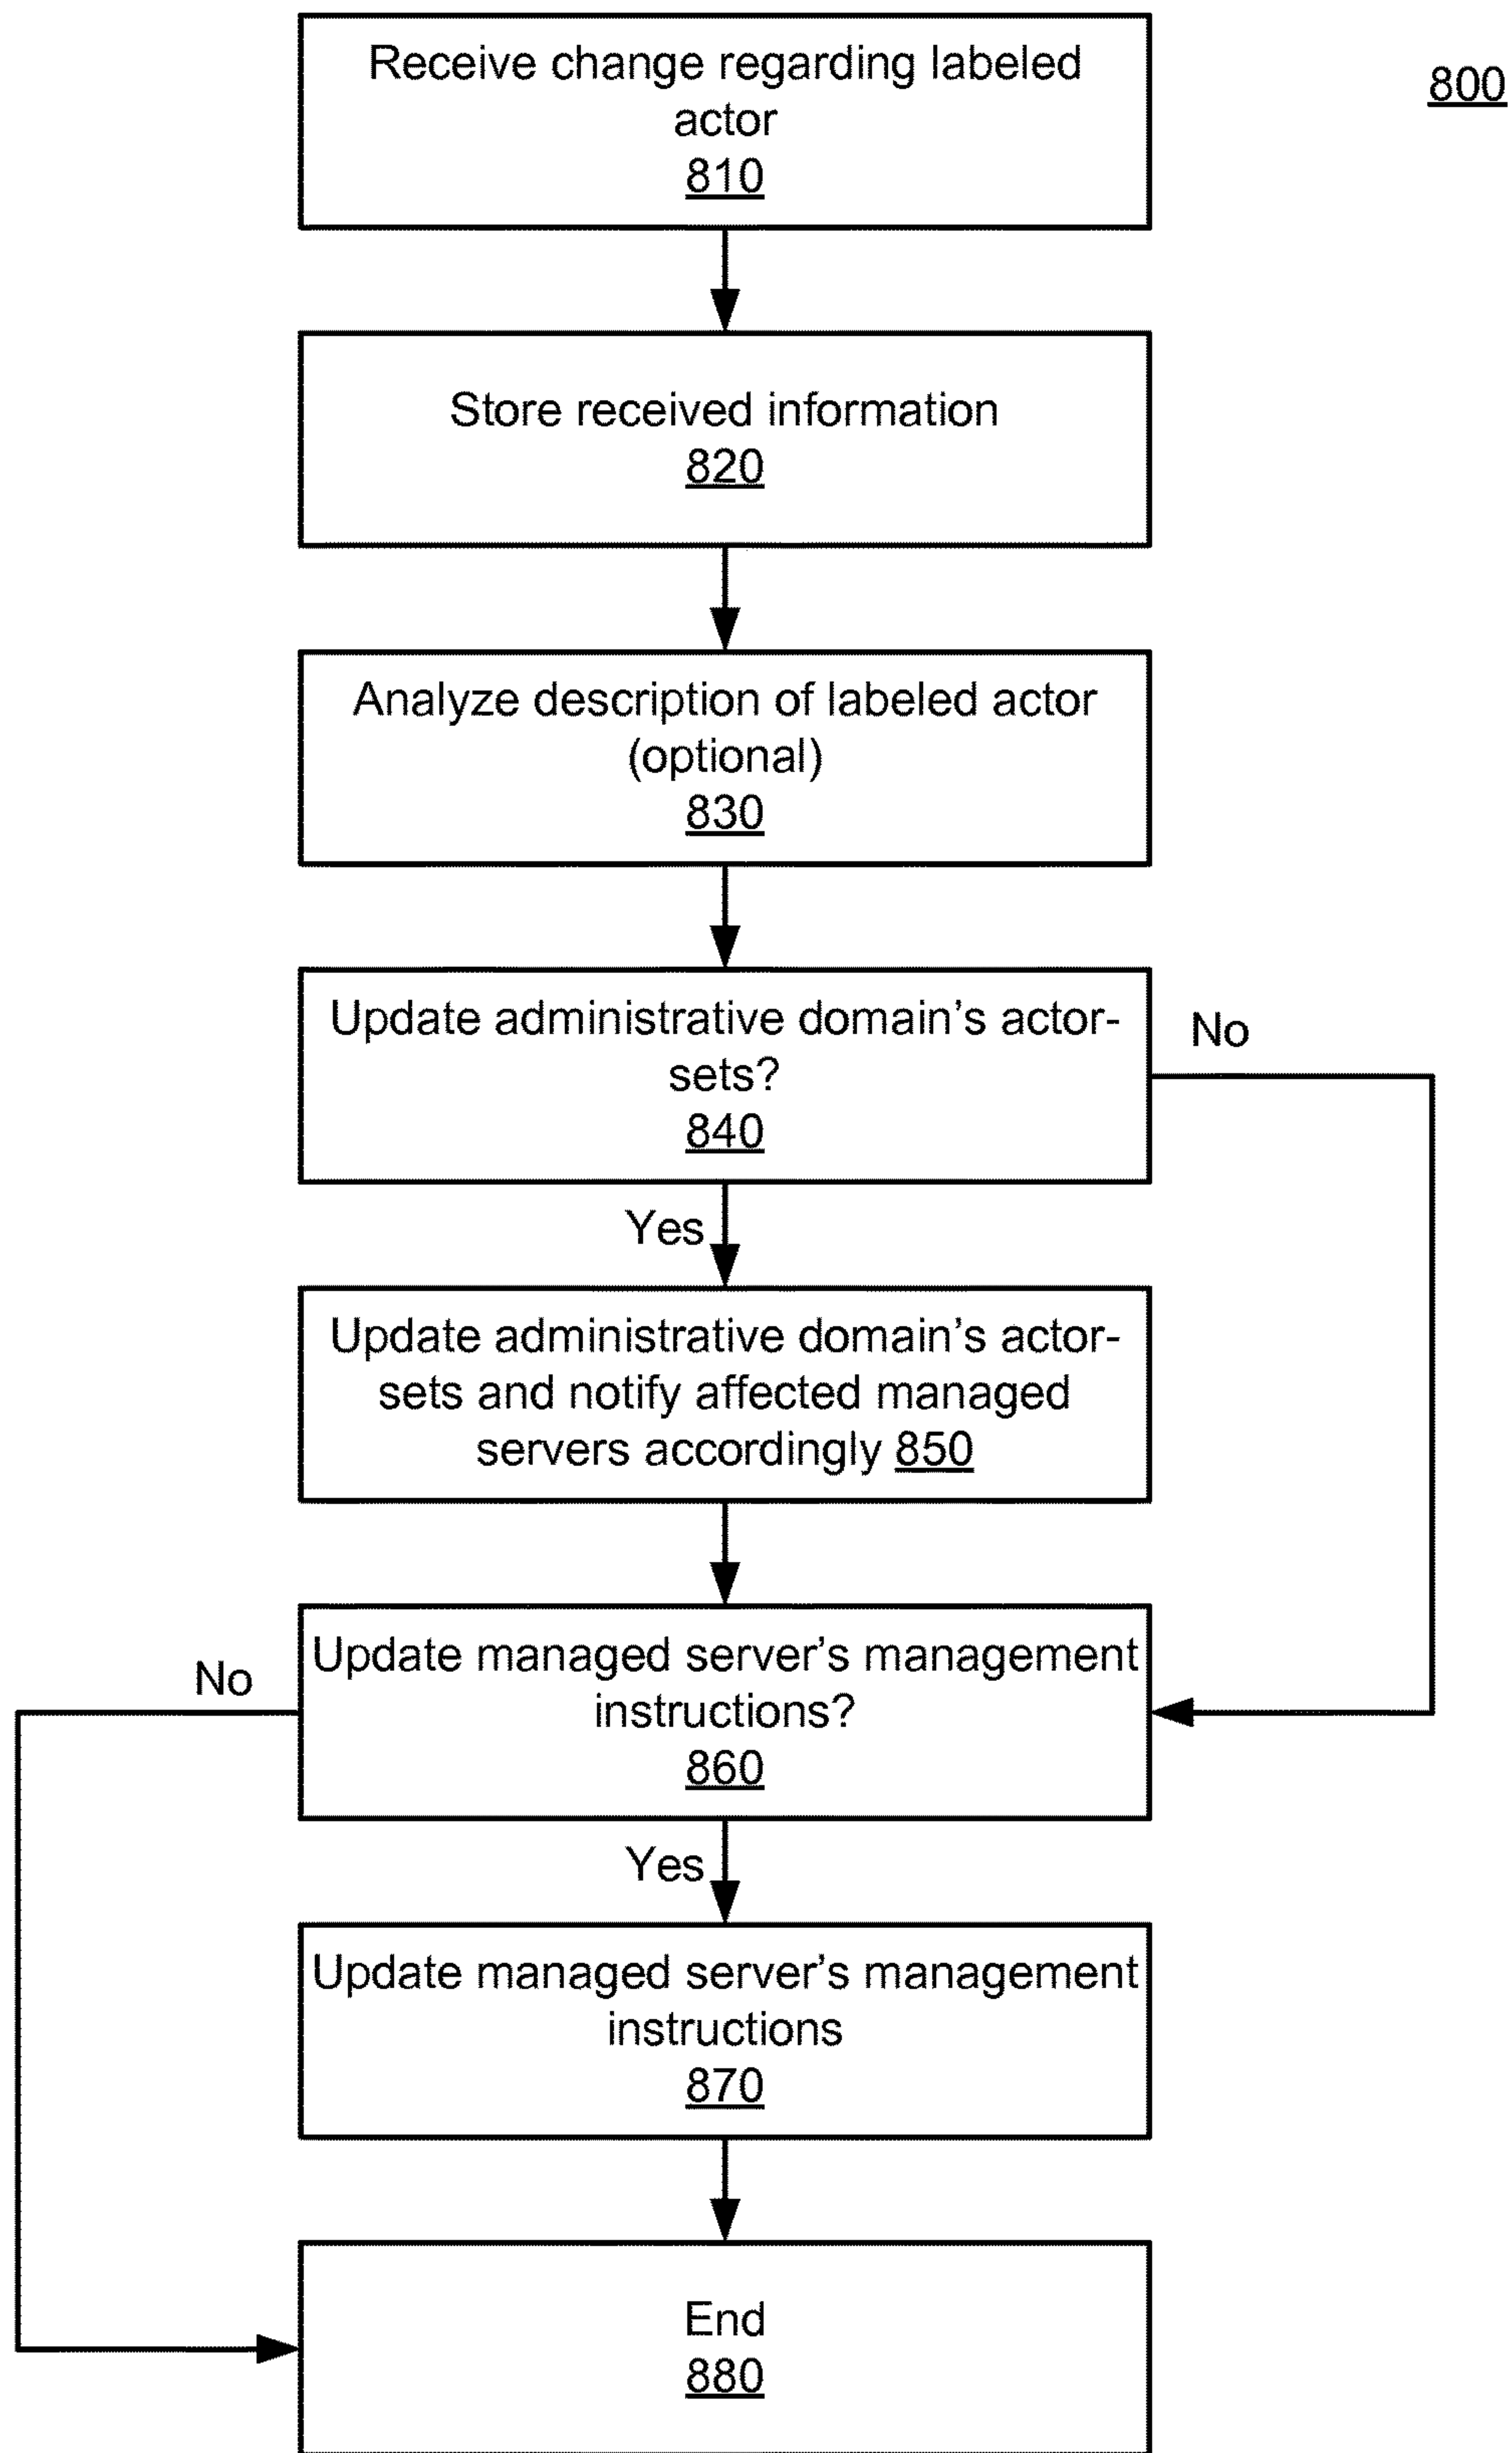 Receive change regarding labeled
actor
810
800
Store received information
820
Analyze description of labeled actor
(optional)
830
Update administrative domain's actor-
sets?
840
No
Yes
Update administrative domain's actor-
sets and notify affected managed
servers accordingly 850
Update managed server's management
instructions?
860
No
Yes
Update managed server's management
instructions
870
End
880